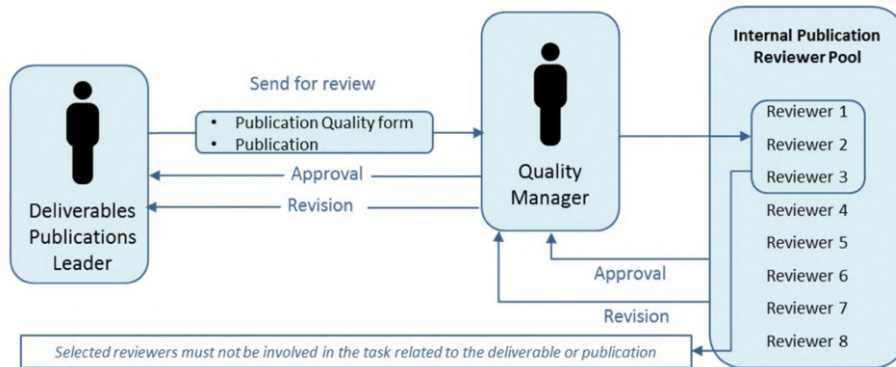 Internal Publication
Reviewer Pool
Send for review
• Publication Quality form
• Publication
Approval
Revision
Deliverables
Publications
Leader
Quality
Manager
Reviewer 1
Reviewer 2
Reviewer 3
Reviewer 4
Reviewer 5
Reviewer 6
Reviewer 7
Reviewer 8
Approval
Revision
Selected reviewers must not be involved in the task related to the deliverable or publication